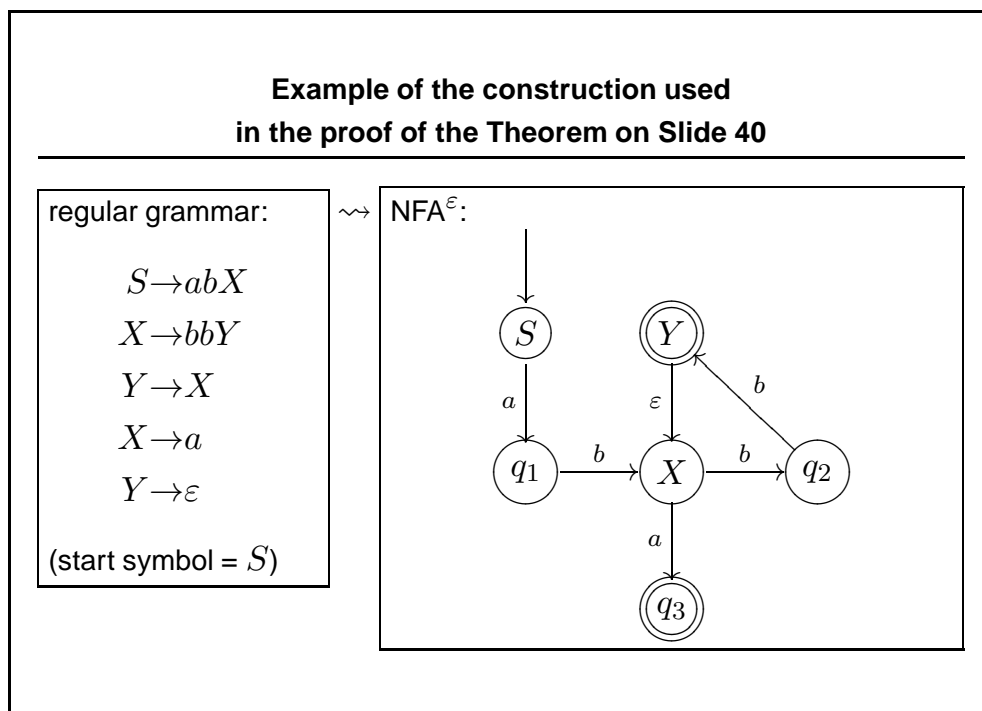 Example of the construction used
in the proof of the Theorem on Slide 40
regular grammar:
S→abX
X→bbY
Y→X
X→a
Y→ε
(start symbol = S)
⇝
NFAε:
S
Y
a
ε
b
q1
b
X
b
q2
a
q3